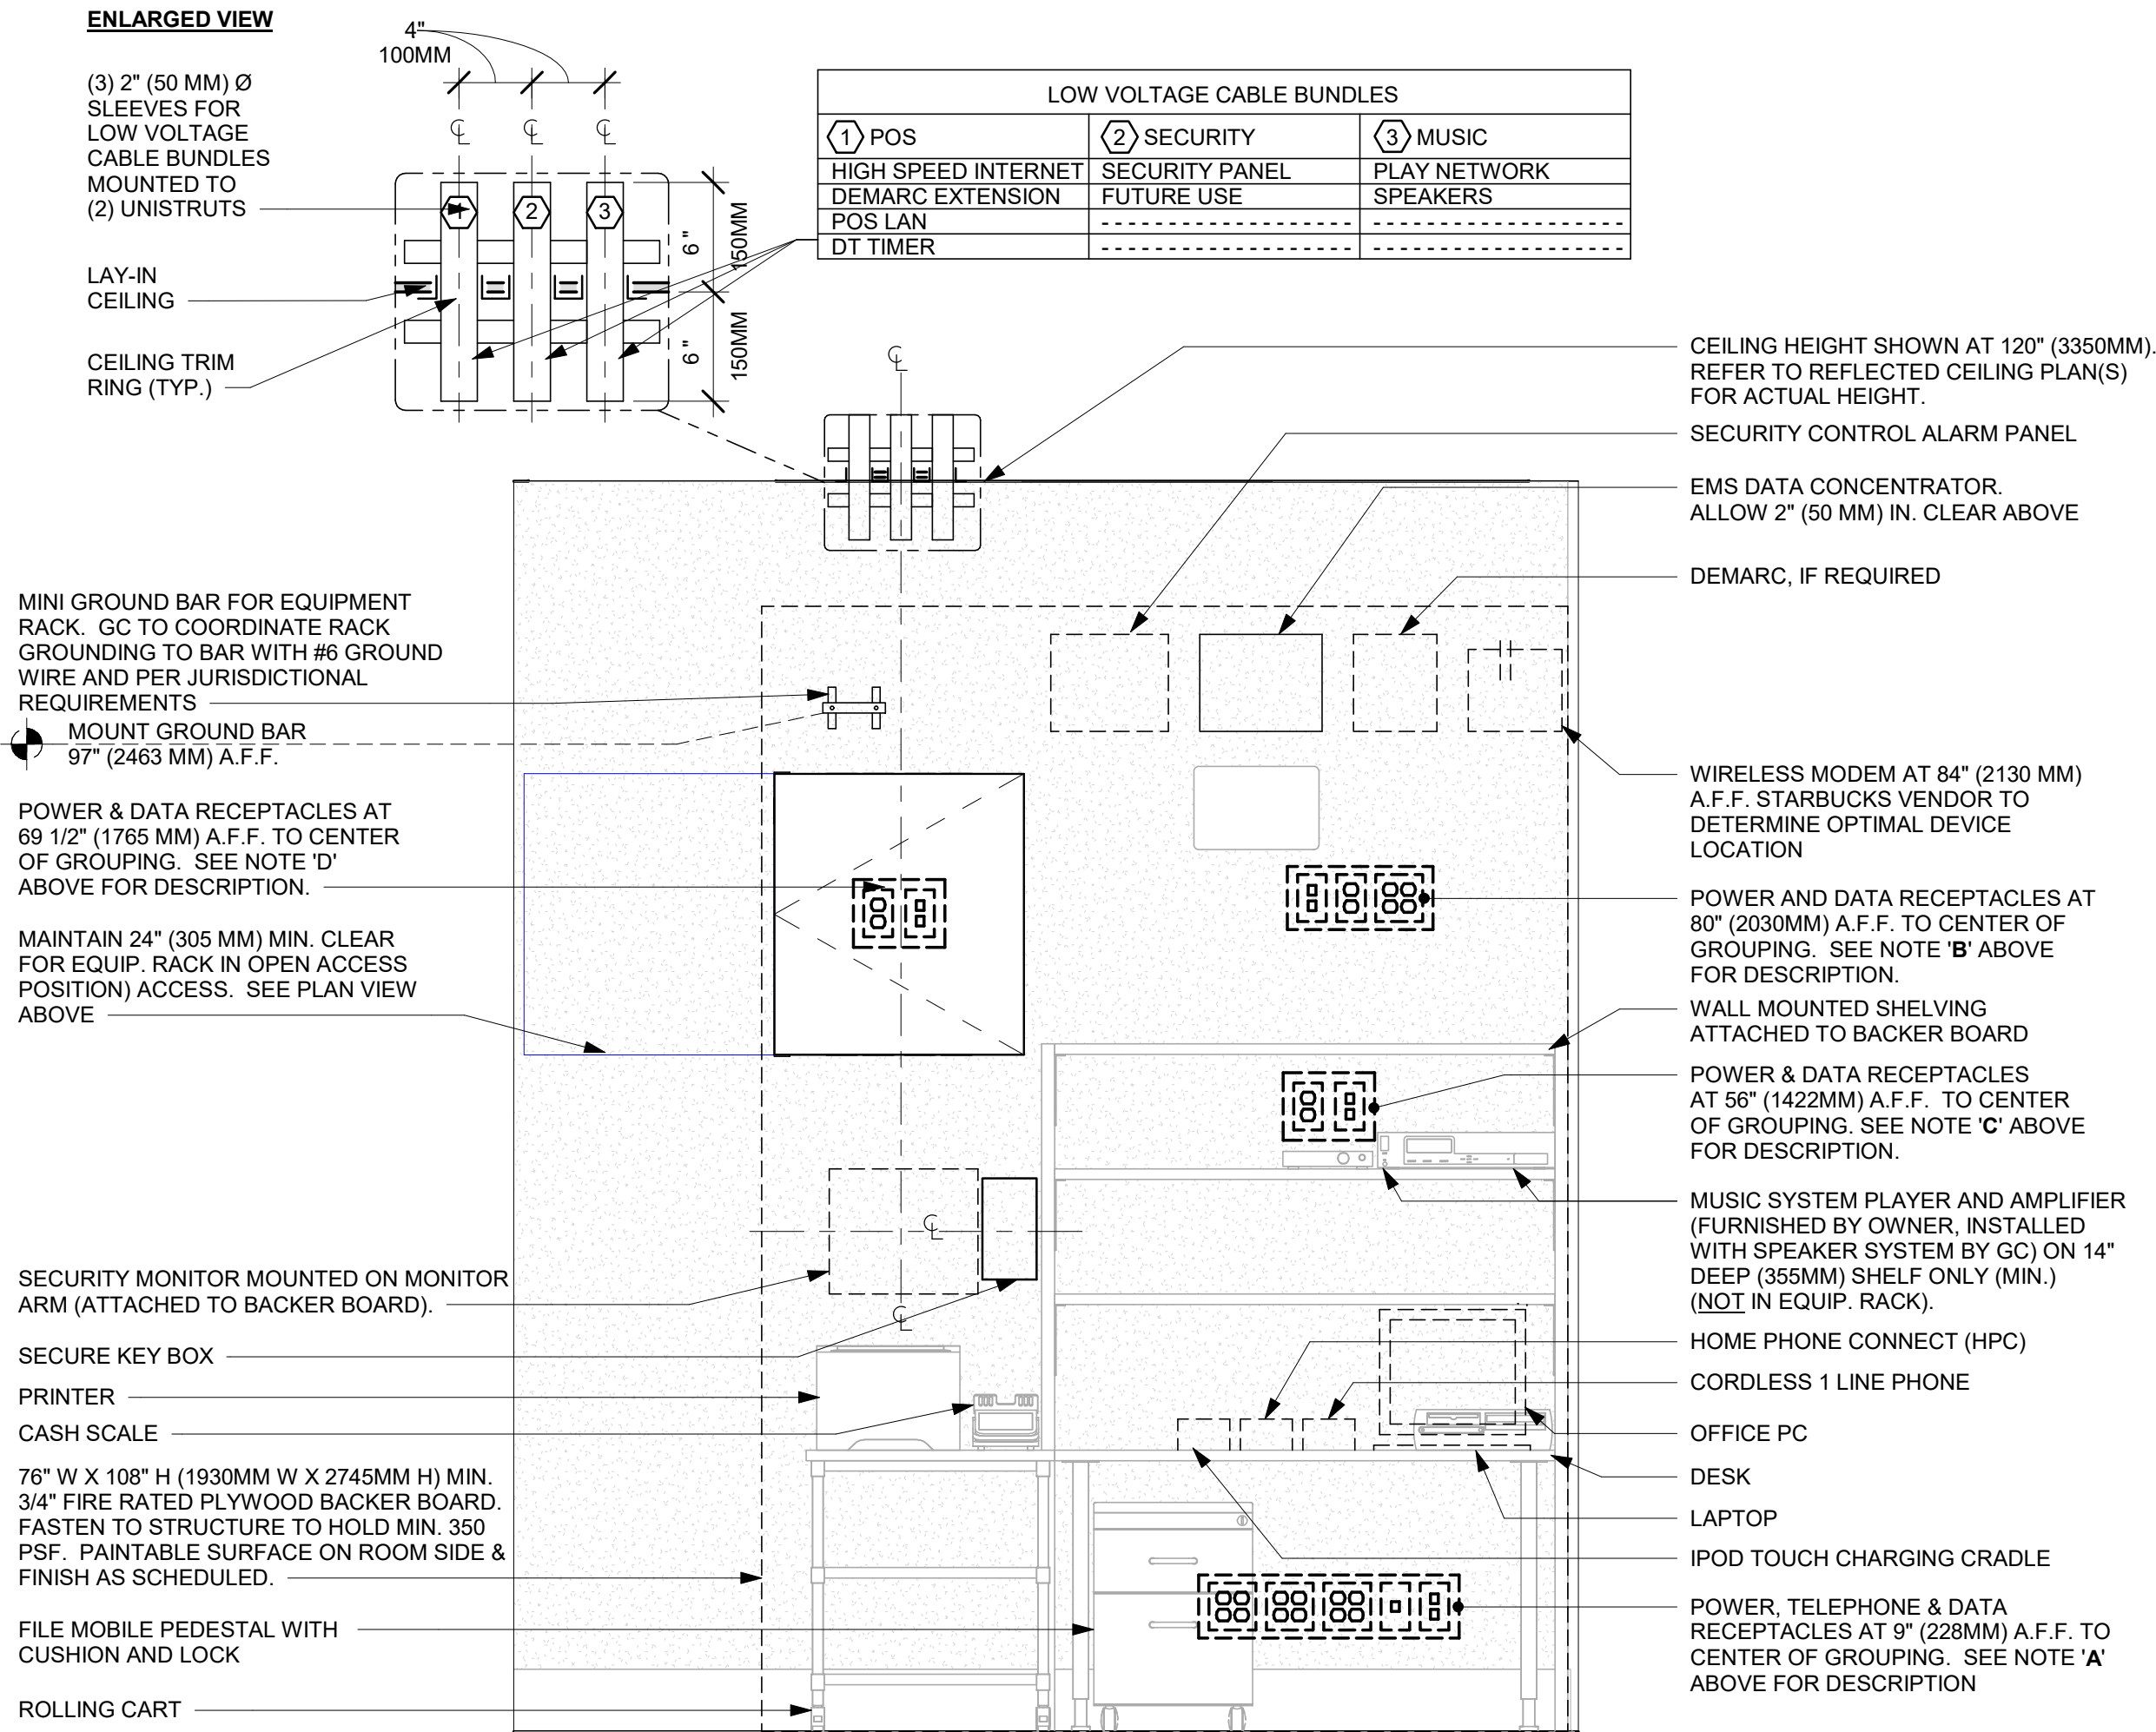 ENLARGED VIEW
(3) 2" (50 MM) Ø
SLEEVES FOR
LOW VOLTAGE
CABLE BUNDLES
MOUNTED TO
(2) UNISTRUTS
LAY-IN
CEILING
CEILING TRIM
RING (TYP.)
4"
100MM
℄ ℄ ℄
1 2 3
6 "
150MM
6 "
150MM
LOW VOLTAGE CABLE BUNDLES
1 POS 2 SECURITY 3 MUSIC
HIGH SPEED INTERNET SECURITY PANEL PLAY NETWORK
DEMARC EXTENSION FUTURE USE SPEAKERS
POS LAN - - - - - - - - - - - - - - - - - - - - - - - - - - - - - - - - - - - -
DT TIMER - - - - - - - - - - - - - - - - - - - - - - - - - - - - - - - - - - - -
℄
MINI GROUND BAR FOR EQUIPMENT
RACK. GC TO COORDINATE RACK
GROUNDING TO BAR WITH #6 GROUND
WIRE AND PER JURISDICTIONAL
REQUIREMENTS
MOUNT GROUND BAR
97" (2463 MM) A.F.F.
POWER & DATA RECEPTACLES AT
69 1/2" (1765 MM) A.F.F. TO CENTER
OF GROUPING. SEE NOTE 'D'
ABOVE FOR DESCRIPTION.
MAINTAIN 24" (305 MM) MIN. CLEAR
FOR EQUIP. RACK IN OPEN ACCESS
POSITION) ACCESS. SEE PLAN VIEW
ABOVE
℄
℄
SECURITY MONITOR MOUNTED ON MONITOR
ARM (ATTACHED TO BACKER BOARD).
SECURE KEY BOX
PRINTER
CASH SCALE
76" W X 108" H (1930MM W X 2745MM H) MIN.
3/4" FIRE RATED PLYWOOD BACKER BOARD.
FASTEN TO STRUCTURE TO HOLD MIN. 350
PSF. PAINTABLE SURFACE ON ROOM SIDE &
FINISH AS SCHEDULED.
FILE MOBILE PEDESTAL WITH
CUSHION AND LOCK
ROLLING CART
CEILING HEIGHT SHOWN AT 120" (3350MM).
REFER TO REFLECTED CEILING PLAN(S)
FOR ACTUAL HEIGHT.
SECURITY CONTROL ALARM PANEL
EMS DATA CONCENTRATOR.
ALLOW 2" (50 MM) IN. CLEAR ABOVE
DEMARC, IF REQUIRED
WIRELESS MODEM AT 84" (2130 MM)
A.F.F. STARBUCKS VENDOR TO
DETERMINE OPTIMAL DEVICE
LOCATION
POWER AND DATA RECEPTACLES AT
80" (2030MM) A.F.F. TO CENTER OF
GROUPING. SEE NOTE 'B' ABOVE
FOR DESCRIPTION.
WALL MOUNTED SHELVING
ATTACHED TO BACKER BOARD
POWER & DATA RECEPTACLES
AT 56" (1422MM) A.F.F. TO CENTER
OF GROUPING. SEE NOTE 'C' ABOVE
FOR DESCRIPTION.
MUSIC SYSTEM PLAYER AND AMPLIFIER
(FURNISHED BY OWNER, INSTALLED
WITH SPEAKER SYSTEM BY GC) ON 14"
DEEP (355MM) SHELF ONLY (MIN.)
(NOT IN EQUIP. RACK).
HOME PHONE CONNECT (HPC)
CORDLESS 1 LINE PHONE
OFFICE PC
DESK
LAPTOP
IPOD TOUCH CHARGING CRADLE
POWER, TELEPHONE & DATA
RECEPTACLES AT 9" (228MM) A.F.F. TO
CENTER OF GROUPING. SEE NOTE 'A'
ABOVE FOR DESCRIPTION